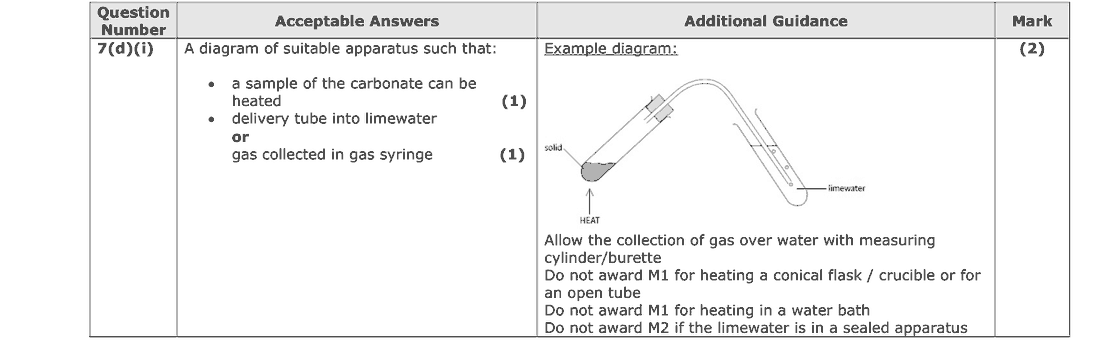 Question Number
Acceptable Answers
Additional Guidance
Mark
7(d)(i)
A diagram of suitable apparatus such that:
• a sample of the carbonate can be
heated (1)
• delivery tube into limewater
or
gas collected in gas syringe (1)
Example diagram:
solid
HEAT
limewater
Allow the collection of gas over water with measuring
cylinder/burette
Do not award M1 for heating a conical flask / crucible or for
an open tube
Do not award M1 for heating in a water bath
Do not award M2 if the limewater is in a sealed apparatus
(2)